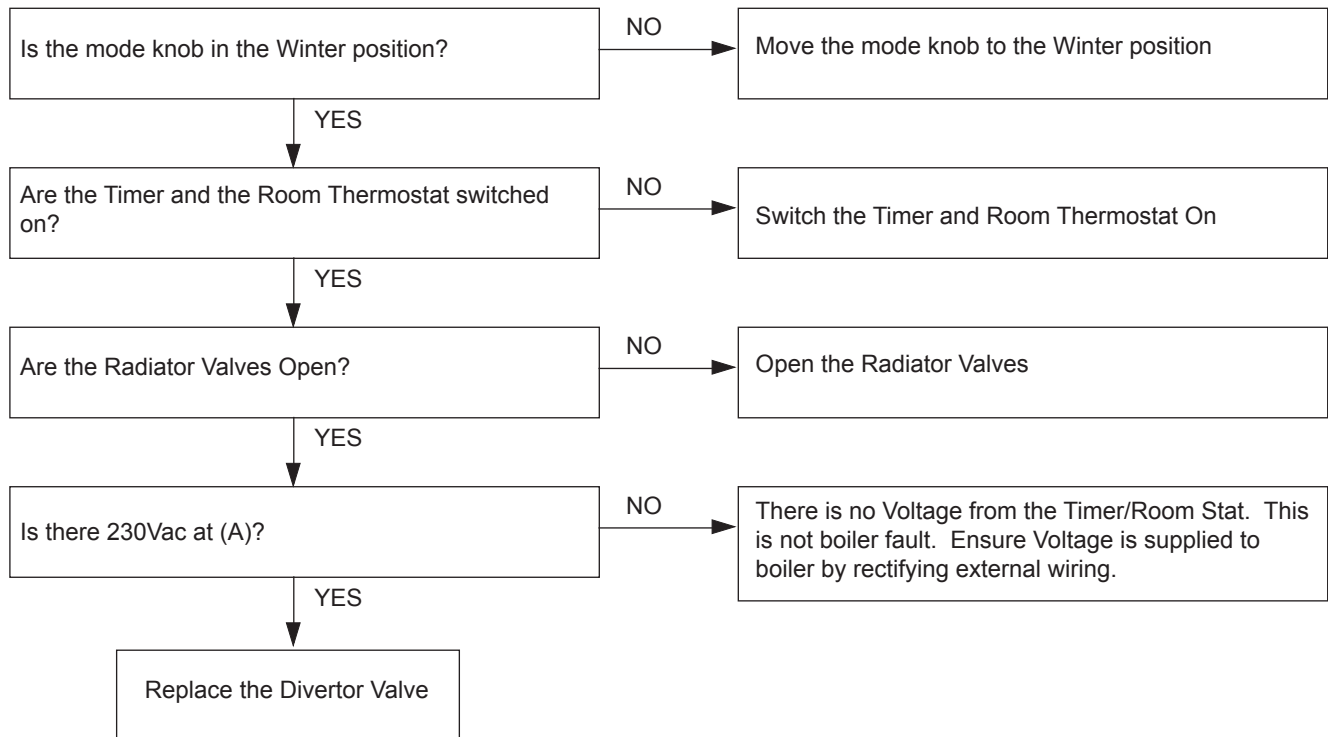 Is the mode knob in the Winter position?
NO
Move the mode knob to the Winter position
YES
Are the Timer and the Room Thermostat switched
on?
NO
Switch the Timer and Room Thermostat On
YES
Are the Radiator Valves Open?
NO
Open the Radiator Valves
YES
Is there 230Vac at (A)?
NO
There is no Voltage from the Timer/Room Stat.  This
is not boiler fault.  Ensure Voltage is supplied to
boiler by rectifying external wiring.
YES
Replace the Divertor Valve